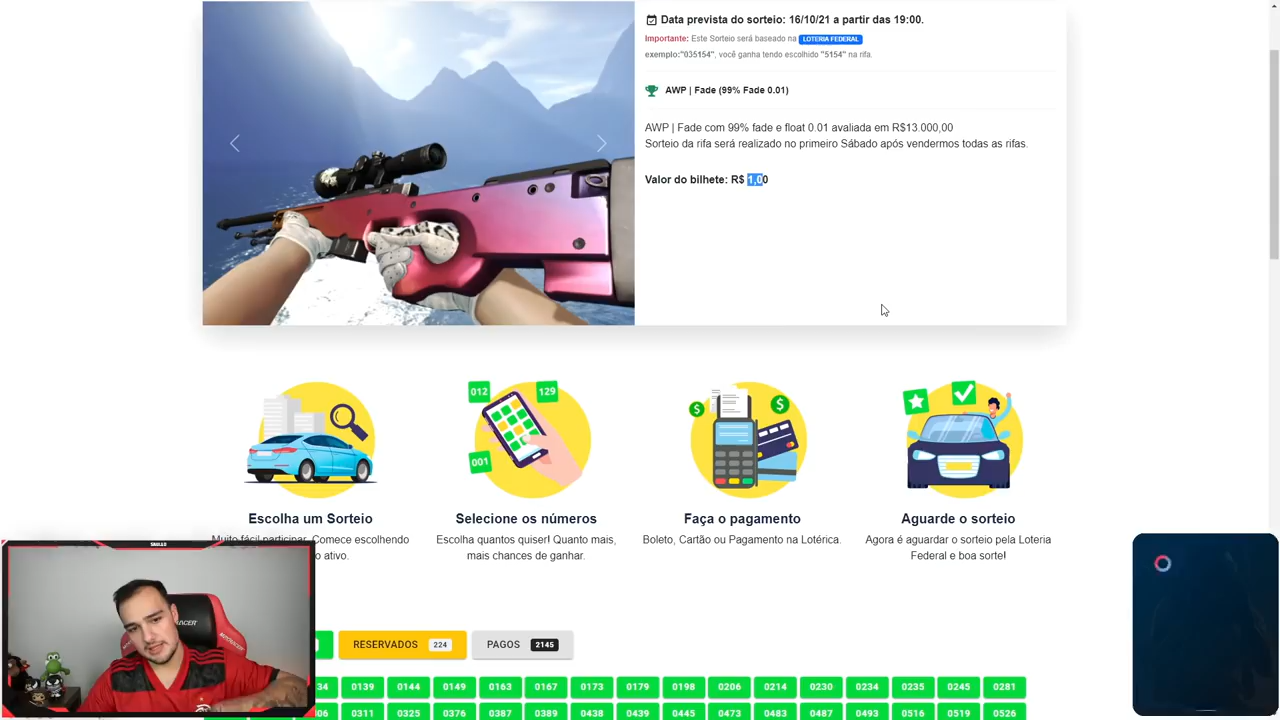 Data prevista do sorteio: 16/10/21 a partir das 19:00.
Importante: Este Sorteio será baseado na LOTERIA FEDERAL
exemplo:"035154", você ganha tendo escolhido "5154" na rifa.
AWP | Fade (99% Fade 0.01)
AWP | Fade com 99% fade e float 0.01 avaliada em R$13.000,00
Sorteio da rifa será realizado no primeiro Sábado após vendermos todas as rifas.
Valor do bilhete: R$ 1,00
012 129
001
Escolha um Sorteio
Muito fácil participar. Comece escolhendo
o ativo.
Selecione os números
Escolha quantos quiser! Quanto mais,
mais chances de ganhar.
Faça o pagamento
Boleto, Cartão ou Pagamento na Lotérica.
Aguarde o sorteio
Agora é aguardar o sorteio pela Loteria
Federal e boa sorte!
RESERVADOS 224 PAGOS 2145
34 0139 0144 0149 0163 0167 0173 0179 0198 0206 0214 0230 0234 0235 0245 0281
06 0311 0325 0376 0387 0389 0438 0439 0445 0473 0483 0487 0493 0516 0519 0526